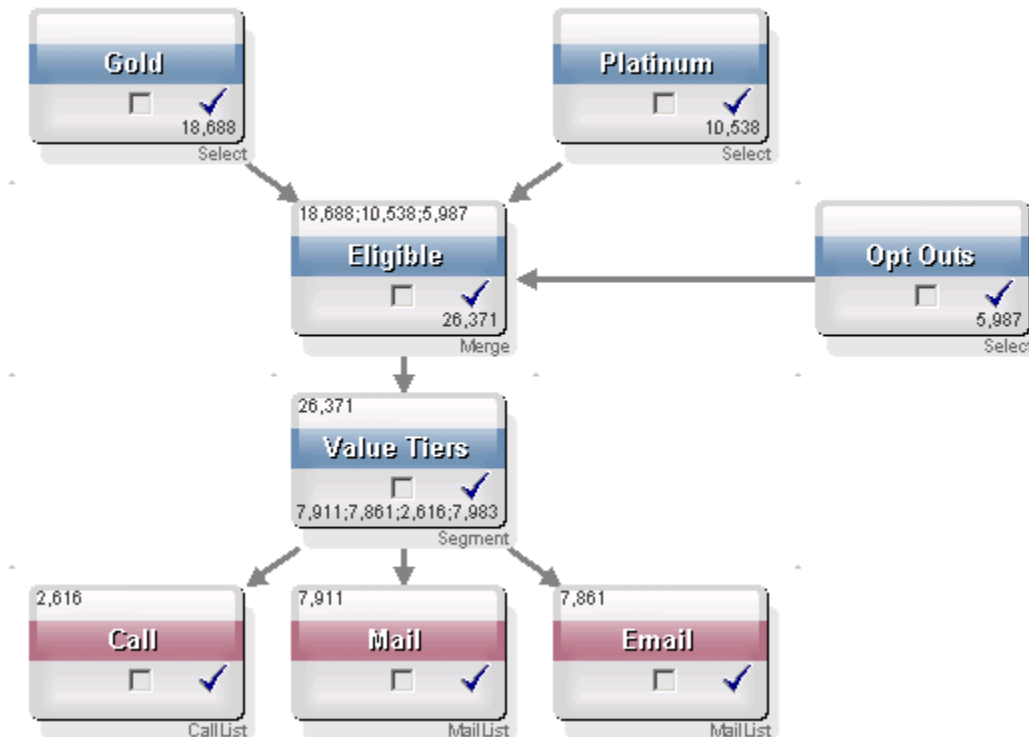 Gold
18,688
Select
Platinum
10,538
Select
18,688;10,538;5,987
Eligible
26,371
Merge
Opt Outs
5,987
Select
26,371
Value Tiers
7,911;7,861;2,616;7,983
Segment
2,616
Call
CallList
7,911
Mail
MailList
7,861
Email
MailList